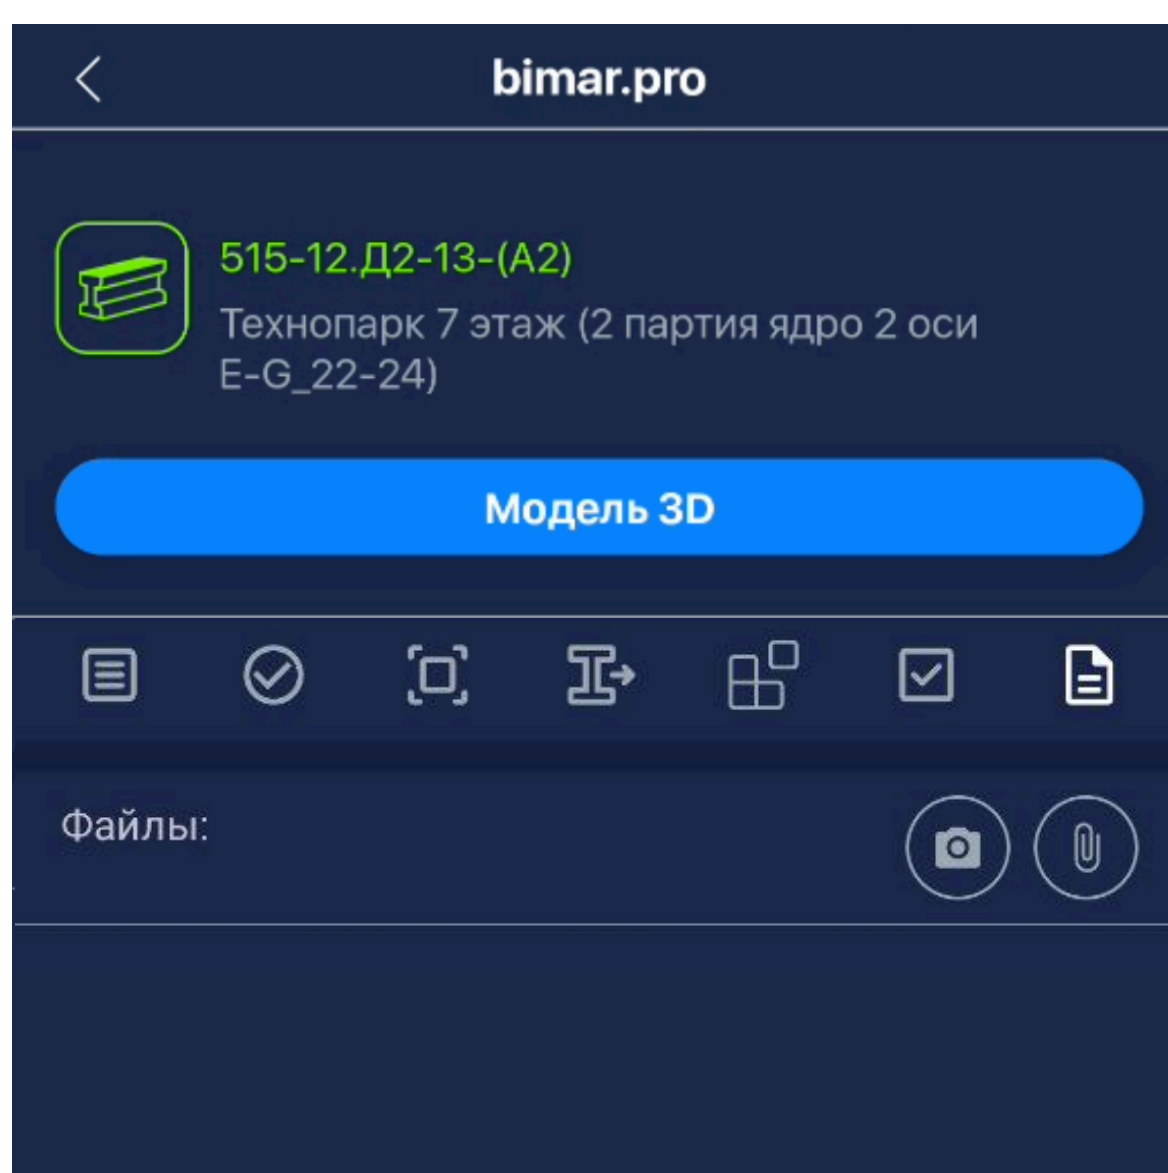 bimar.pro
515-12.Д2-13-(А2)
Технопарк 7 этаж (2 партия ядро 2 оси
E-G_22-24)
Модель 3D
Файлы: